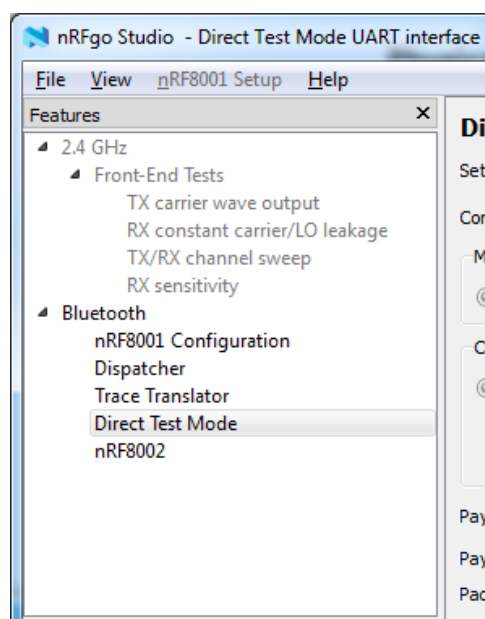 nRFgo Studio - Direct Test Mode UART interface
File View nRF8001 Setup Help
Features
2.4 GHz
Front-End Tests
TX carrier wave output
RX constant carrier/LO leakage
TX/RX channel sweep
RX sensitivity
Bluetooth
nRF8001 Configuration
Dispatcher
Trace Translator
Direct Test Mode
nRF8002
Di
Set
Cor
M
C
Pay
Pay
Pac